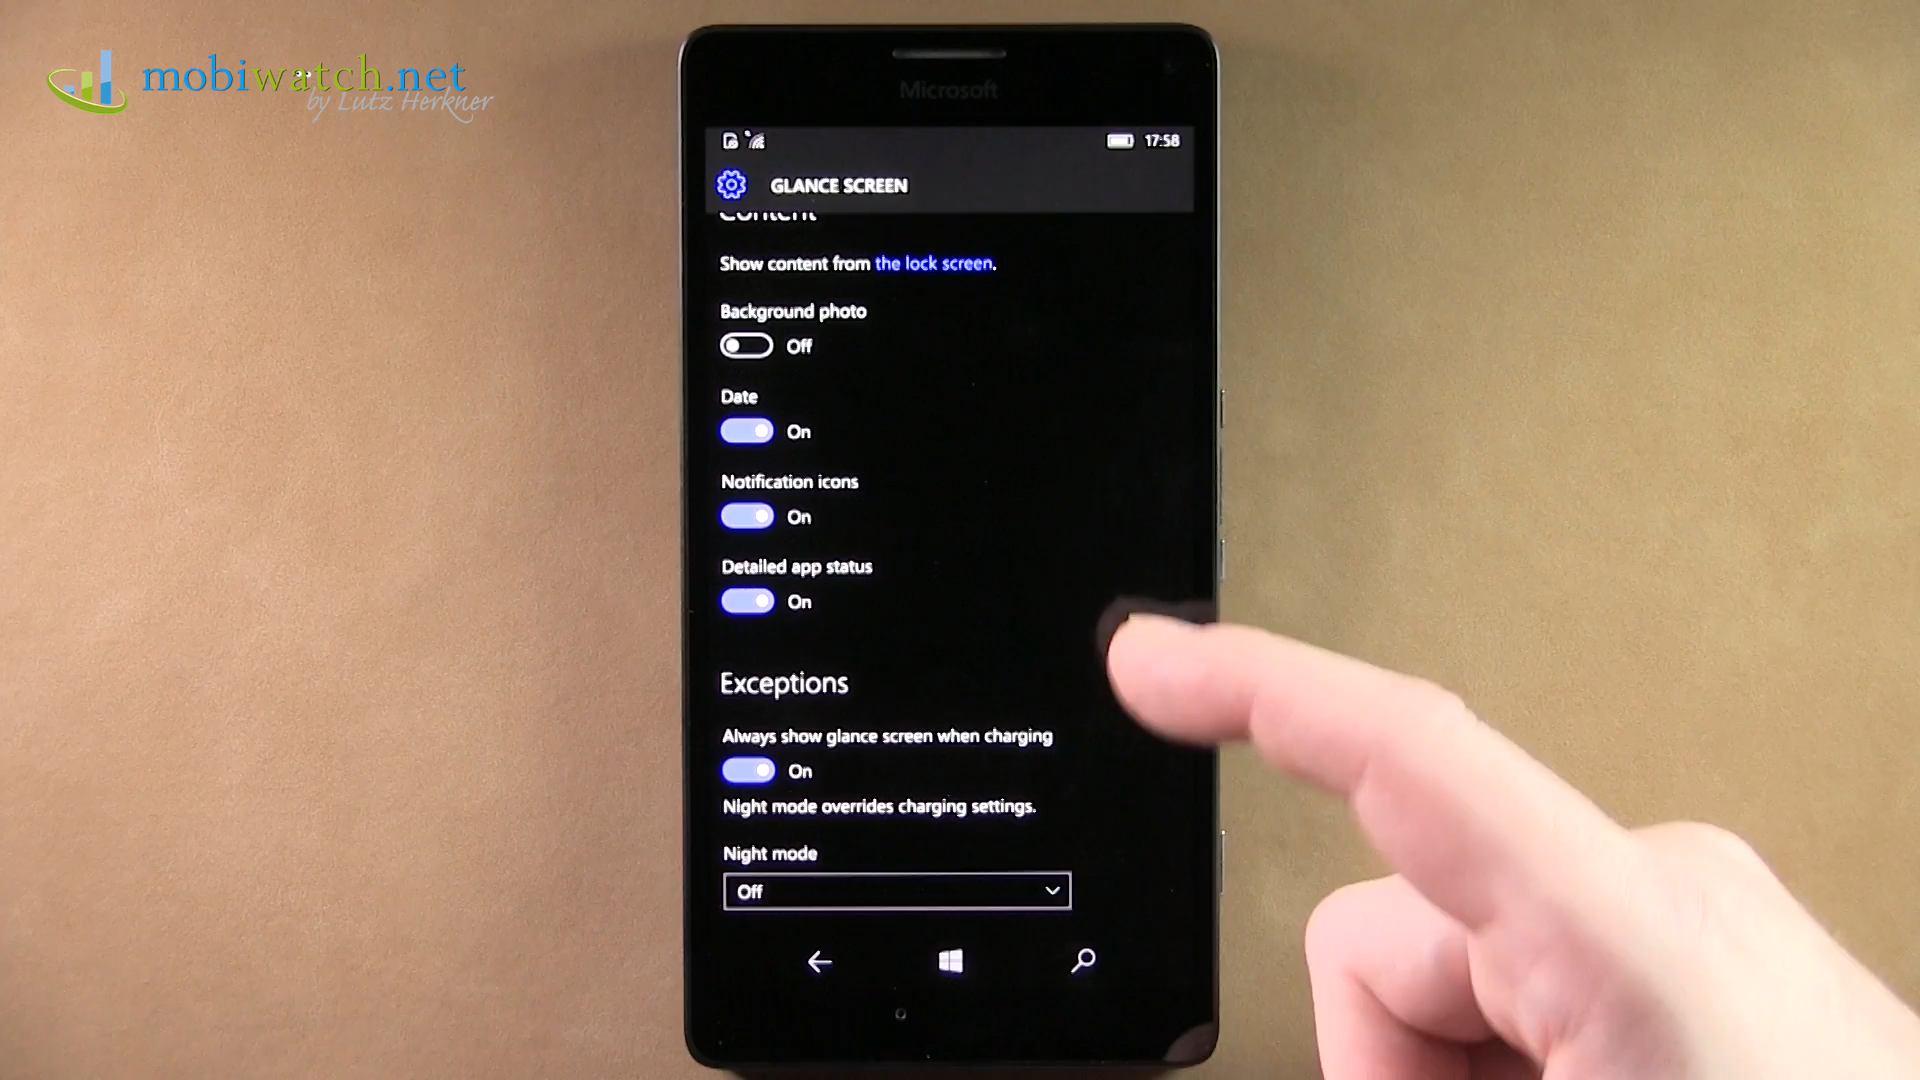 mobiwatch.net
by Lutz Herkner
Microsoft
17:58
GLANCE SCREEN
Content
Show content from the lock screen.
Background photo
Off
Date
On
Notification icons
On
Detailed app status
On
Exceptions
Always show glance screen when charging
On
Night mode overrides charging settings.
Night mode
Off